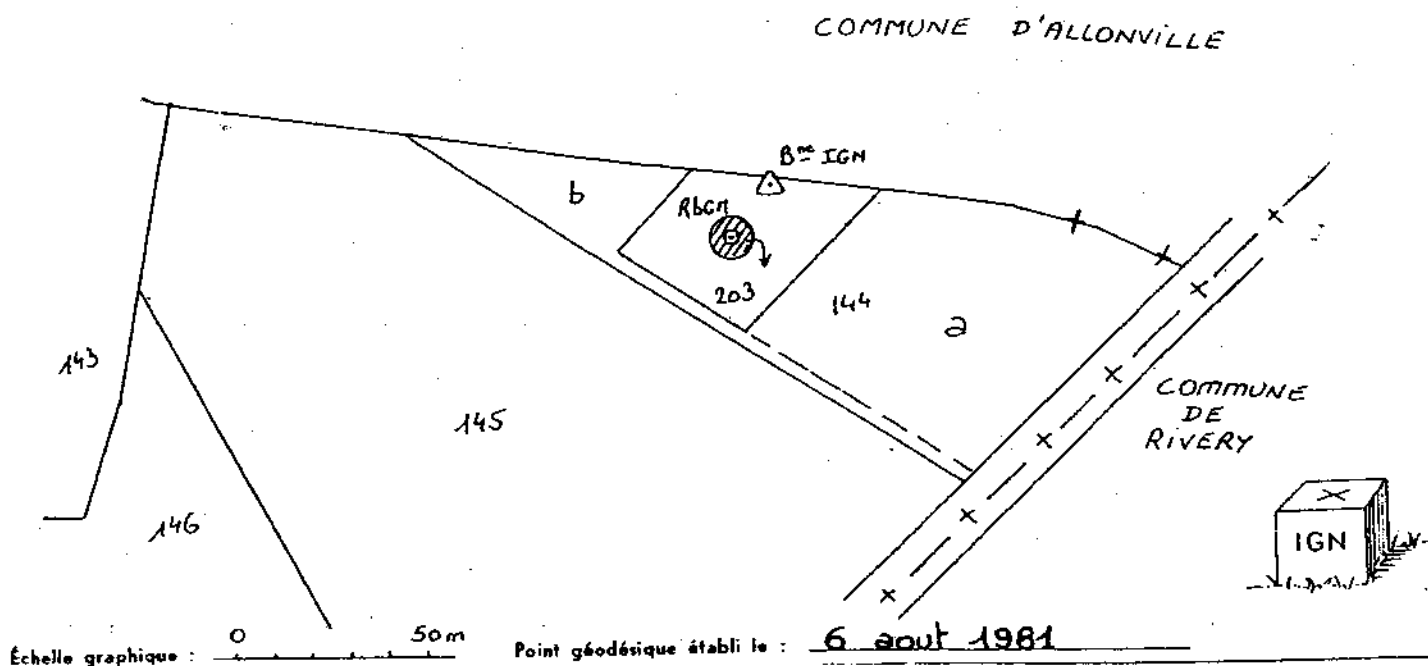 COMMUNE D'ALLONVILLE
Bne IGN
b
RbCM
203
144
a
143
145
146
COMMUNE
DE
RIVERY
IGN
0 50m
Échelle graphique :
Point géodésique établi le : 6 aout 1981